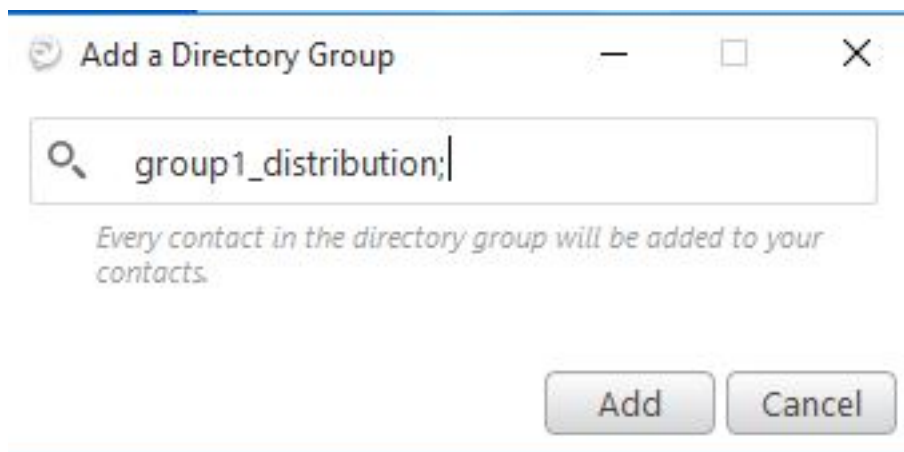 Add a Directory Group
group1_distribution;
Every contact in the directory group will be added to your
contacts.
Add
Cancel